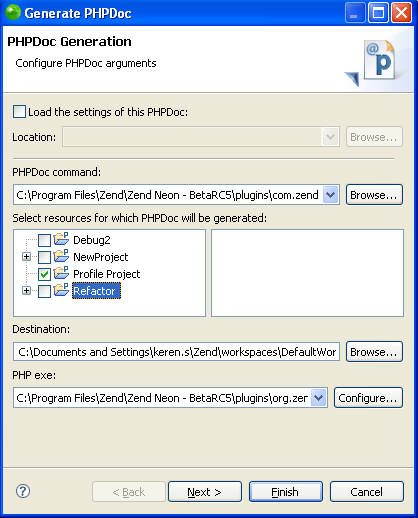 Generate PHPDoc
PHPDoc Generation
Configure PHPDoc arguments
@p
Load the settings of this PHPDoc:
Location:
Browse...
PHPDoc command:
C:\Program Files\Zend\Zend Neon - BetaRC5\plugins\com.zend
Browse...
Select resources for which PHPDoc will be generated:
Debug2
NewProject
Profile Project
Refactor
Destination:
C:\Documents and Settings\keren.s\Zend\workspaces\DefaultWor
Browse...
PHP exe:
C:\Program Files\Zend\Zend Neon - BetaRC5\plugins\org.zer
Configure...
? < Back Next > Finish Cancel